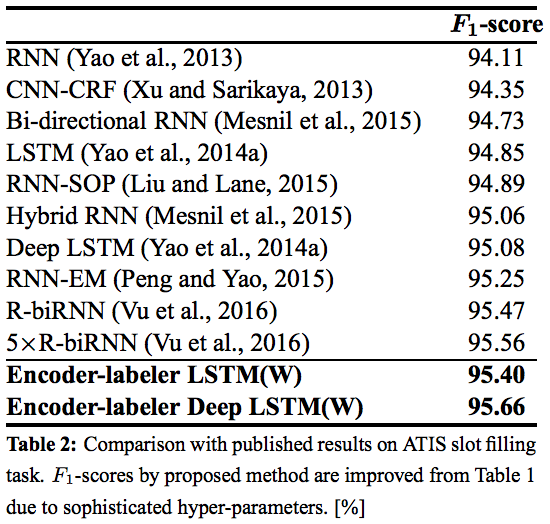 F1-score
RNN (Yao et al., 2013) 94.11
CNN-CRF (Xu and Sarikaya, 2013) 94.35
Bi-directional RNN (Mesnil et al., 2015) 94.73
LSTM (Yao et al., 2014a) 94.85
RNN-SOP (Liu and Lane, 2015) 94.89
Hybrid RNN (Mesnil et al., 2015) 95.06
Deep LSTM (Yao et al., 2014a) 95.08
RNN-EM (Peng and Yao, 2015) 95.25
R-biRNN (Vu et al., 2016) 95.47
5×R-biRNN (Vu et al., 2016) 95.56
Encoder-labeler LSTM(W) 95.40
Encoder-labeler Deep LSTM(W) 95.66
Table 2: Comparison with published results on ATIS slot filling
task. F1-scores by proposed method are improved from Table 1
due to sophisticated hyper-parameters. [%]